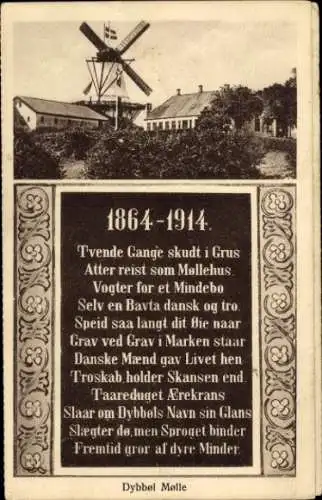 1864-1914.
Tvende Gange skudt i Grus
Atter reist som Møllehus.
Vogter for et Mindebo
Selv en Bavta dansk og tro.
Speid saa langt dit Øie naar
Grav ved Grav i Marken staar
Danske Mænd gav Livet hen
Troskab holder Skansen end.
Taareduget Ærekrans
Slaar om Dybbøls Navn sin Glans
Slægter dø, men Sproget binder
Fremtid gror af dyre Minder.
Dybbøl Mølle